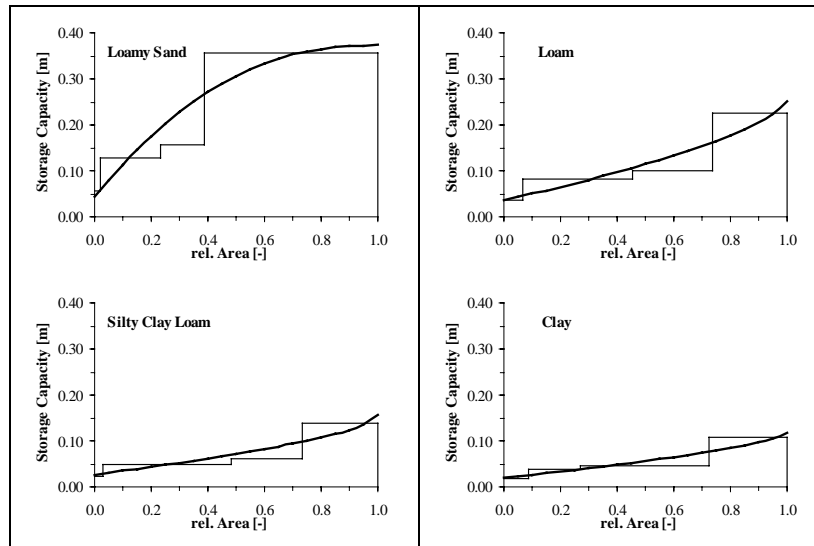 Loamy Sand
Storage Capacity [m]
0.40
0.30
0.20
0.10
0.00
0.0 0.2 0.4 0.6 0.8 1.0
rel. Area [-]
Loam
Storage Capacity [m]
0.40
0.30
0.20
0.10
0.00
0.0 0.2 0.4 0.6 0.8 1.0
rel. Area [-]
Silty Clay Loam
Storage Capacity [m]
0.40
0.30
0.20
0.10
0.00
0.0 0.2 0.4 0.6 0.8 1.0
rel. Area [-]
Clay
Storage Capacity [m]
0.40
0.30
0.20
0.10
0.00
0.0 0.2 0.4 0.6 0.8 1.0
rel. Area [-]